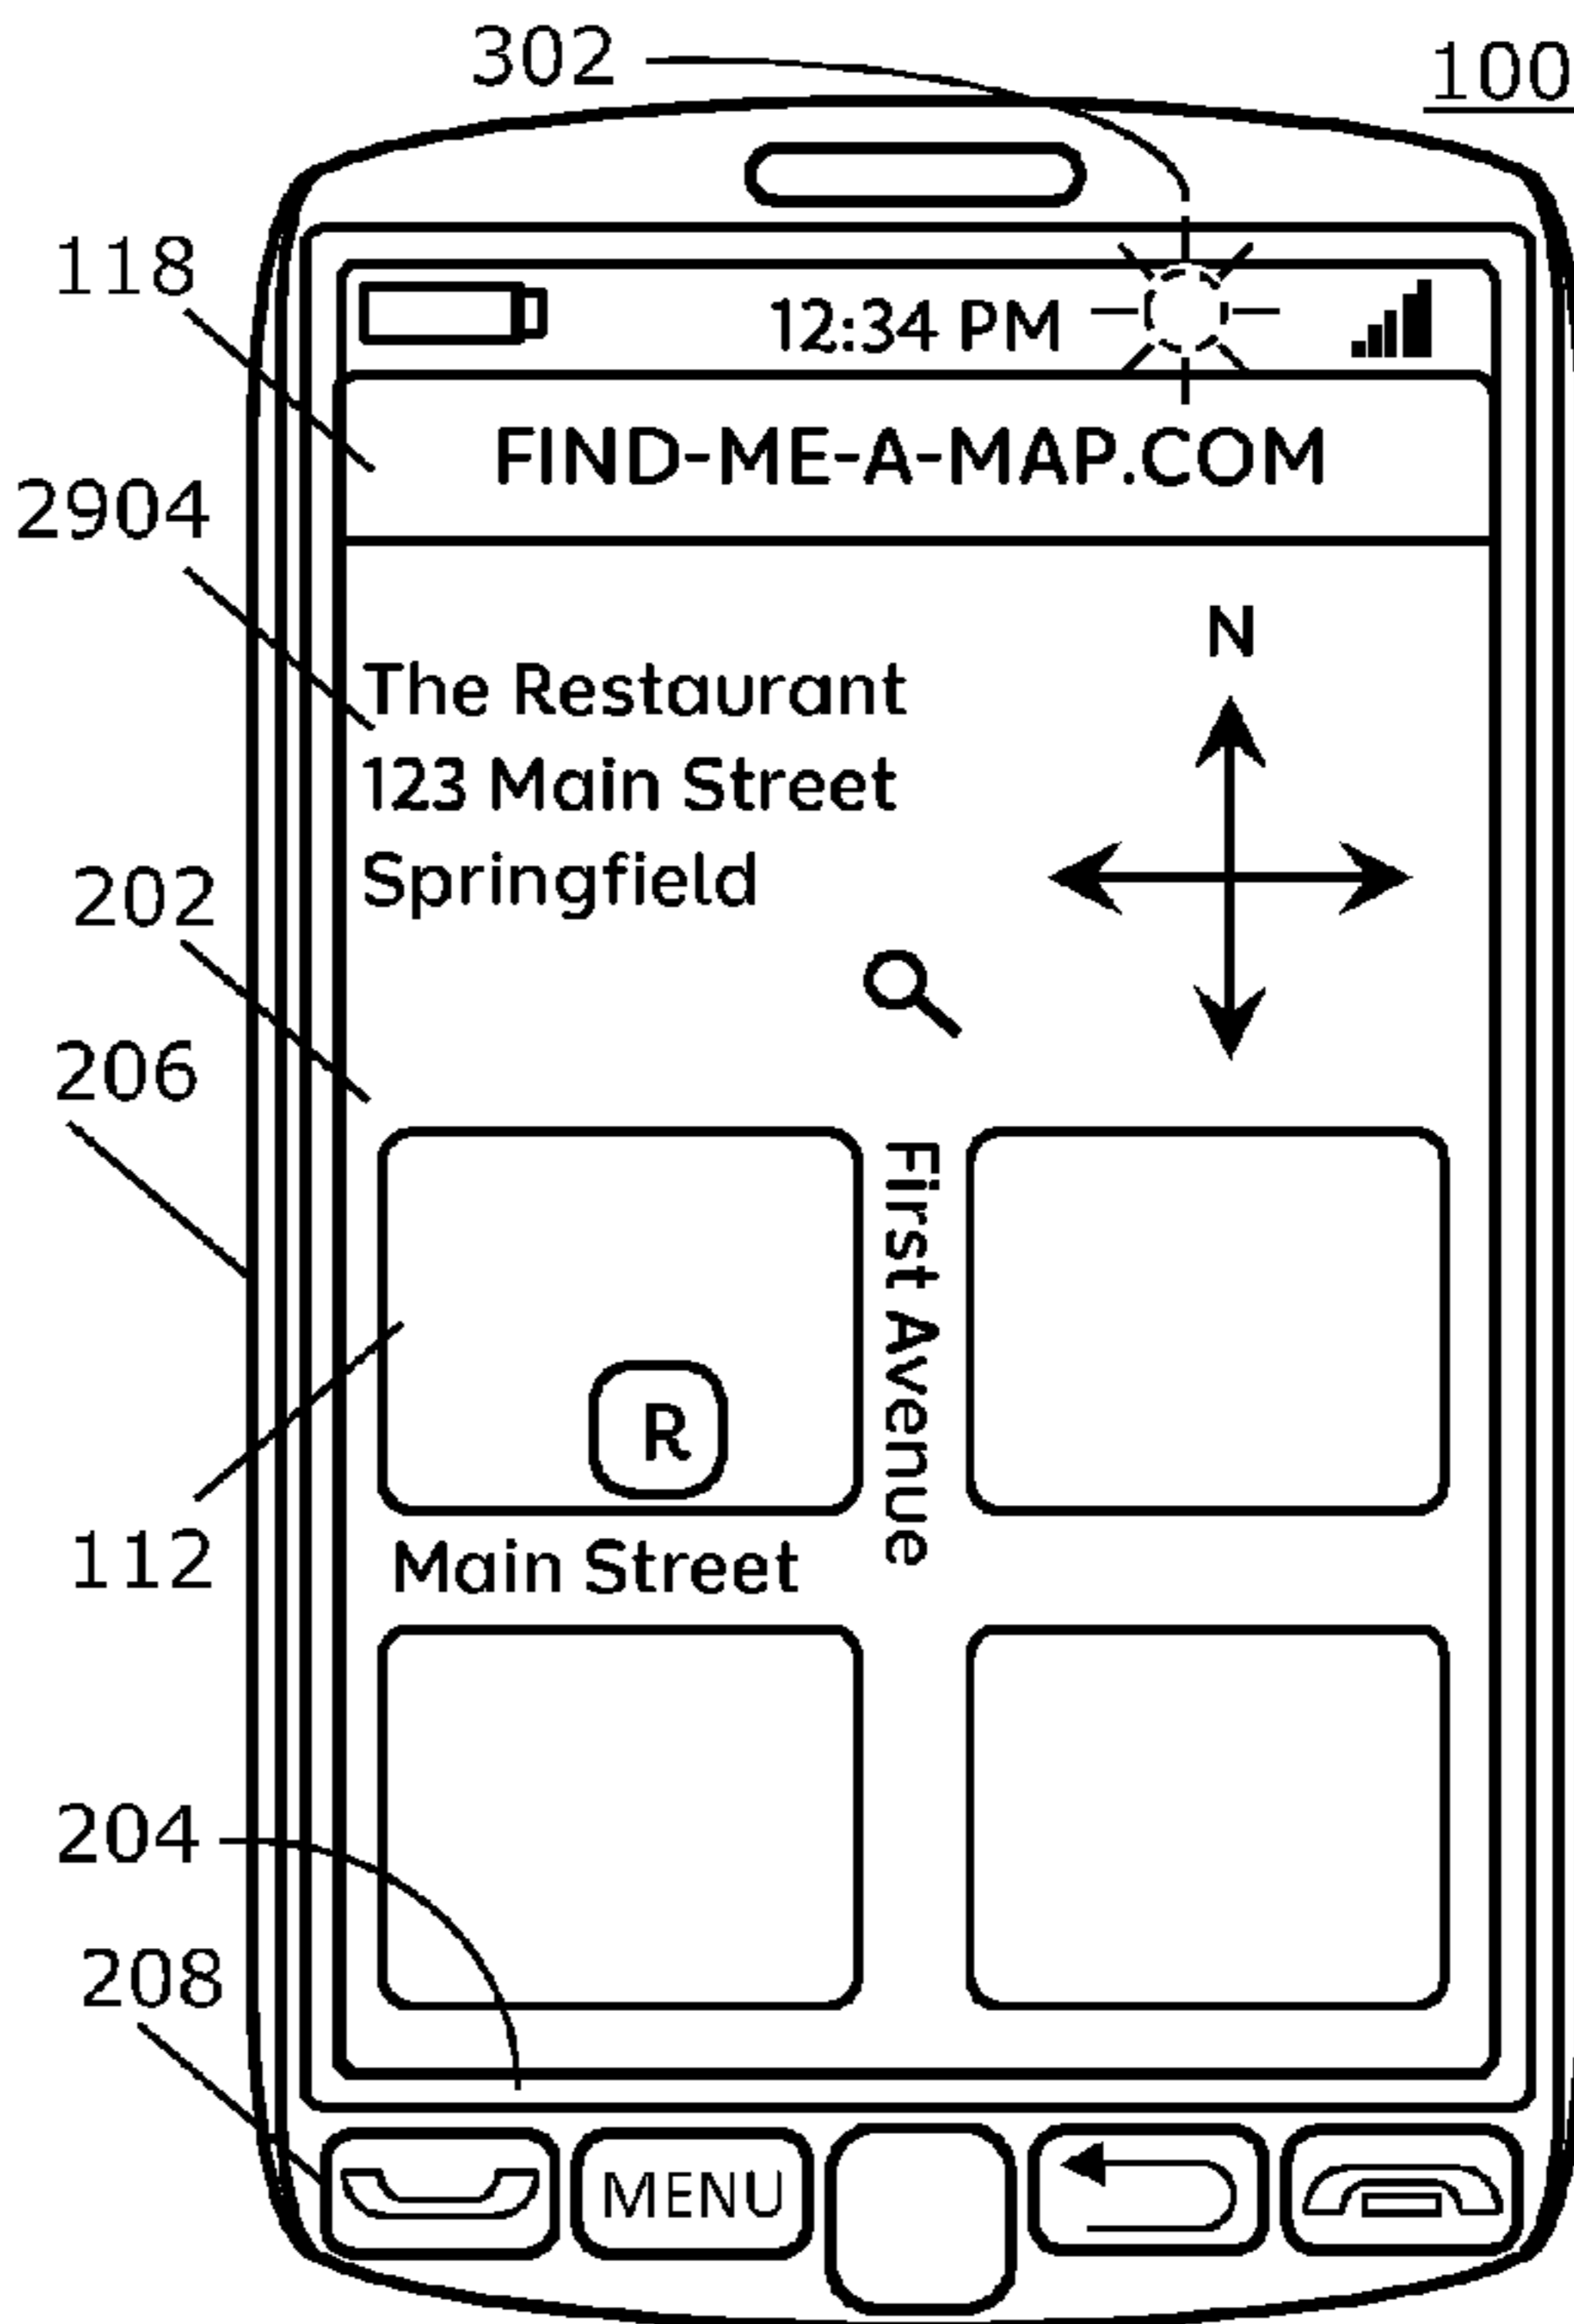 302
100
118
12:34 PM
FIND-ME-A-MAP.COM
2904
N
The Restaurant
123 Main Street
Springfield
202
206
First Avenue
R
112
Main Street
204
208
MENU